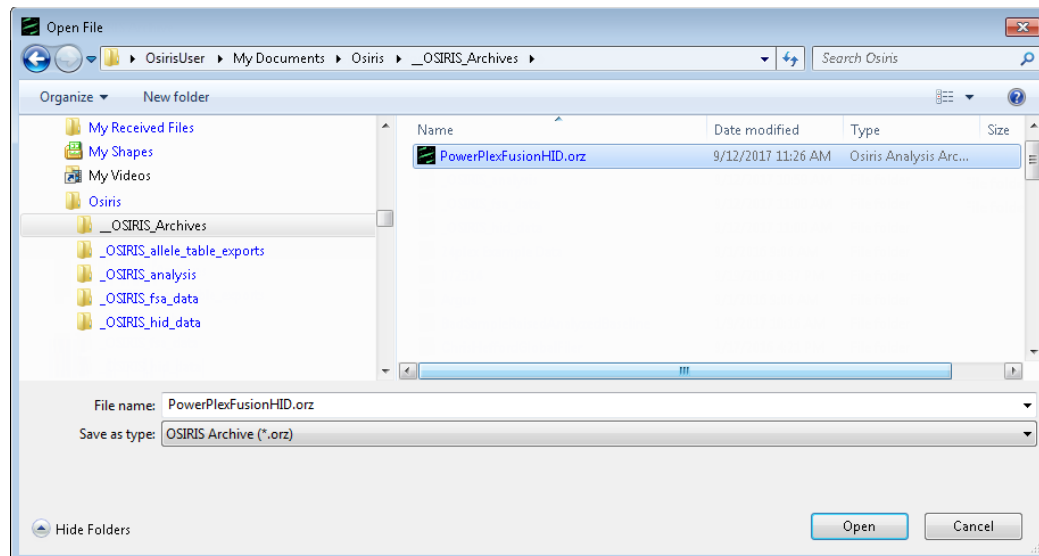 Open File
OsirisUser ▸ My Documents ▸ Osiris ▸ __OSIRIS_Archives ▸
Search Osiris
Organize New folder
Name Date modified Type Size
My Received Files
My Shapes
My Videos
Osiris
__OSIRIS_Archives
_OSIRIS_allele_table_exports
_OSIRIS_analysis
_OSIRIS_fsa_data
_OSIRIS_hid_data
PowerPlexFusionHID.orz 9/12/2017 11:26 AM Osiris Analysis Arc...
File name: PowerPlexFusionHID.orz
Save as type: OSIRIS Archive (*.orz)
Hide Folders
Open Cancel